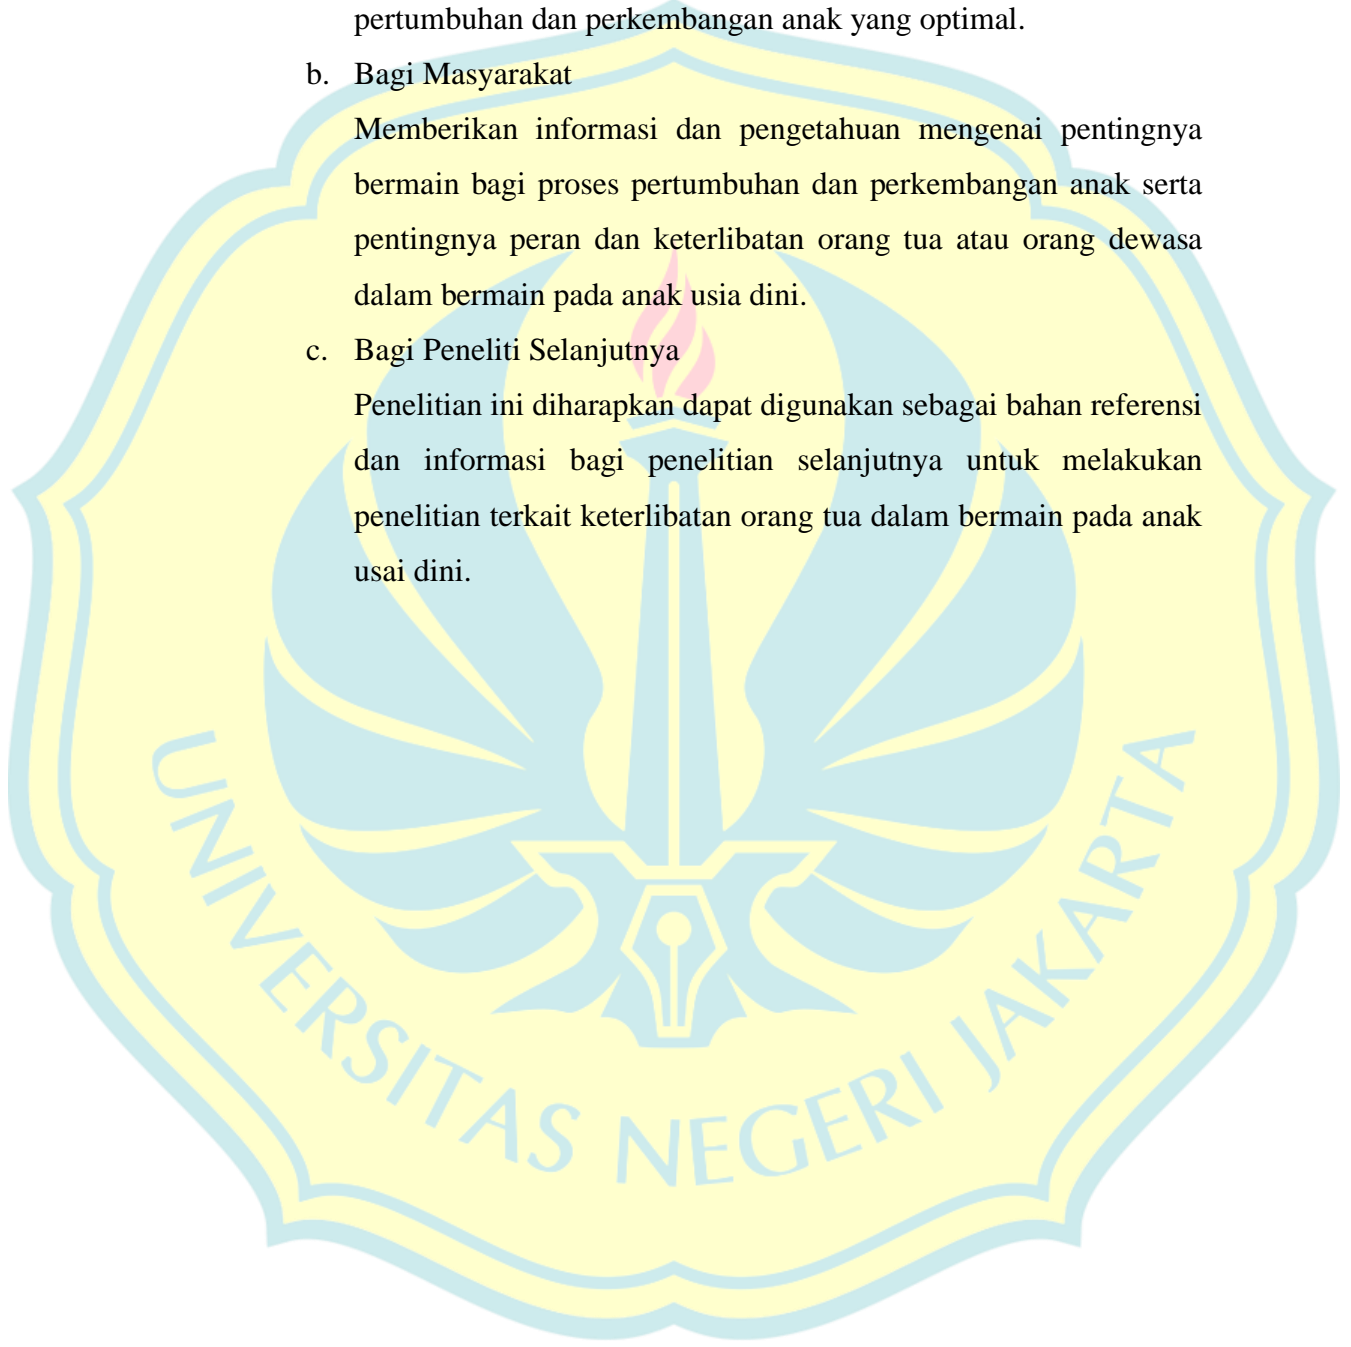 pertumbuhan dan perkembangan anak yang optimal.
b. Bagi Masyarakat
Memberikan informasi dan pengetahuan mengenai pentingnya
bermain bagi proses pertumbuhan dan perkembangan anak serta
pentingnya peran dan keterlibatan orang tua atau orang dewasa
dalam bermain pada anak usia dini.
c. Bagi Peneliti Selanjutnya
Penelitian ini diharapkan dapat digunakan sebagai bahan referensi
dan informasi bagi penelitian selanjutnya untuk melakukan
penelitian terkait keterlibatan orang tua dalam bermain pada anak
usai dini.
UNIVERSITAS NEGERI JAKARTA